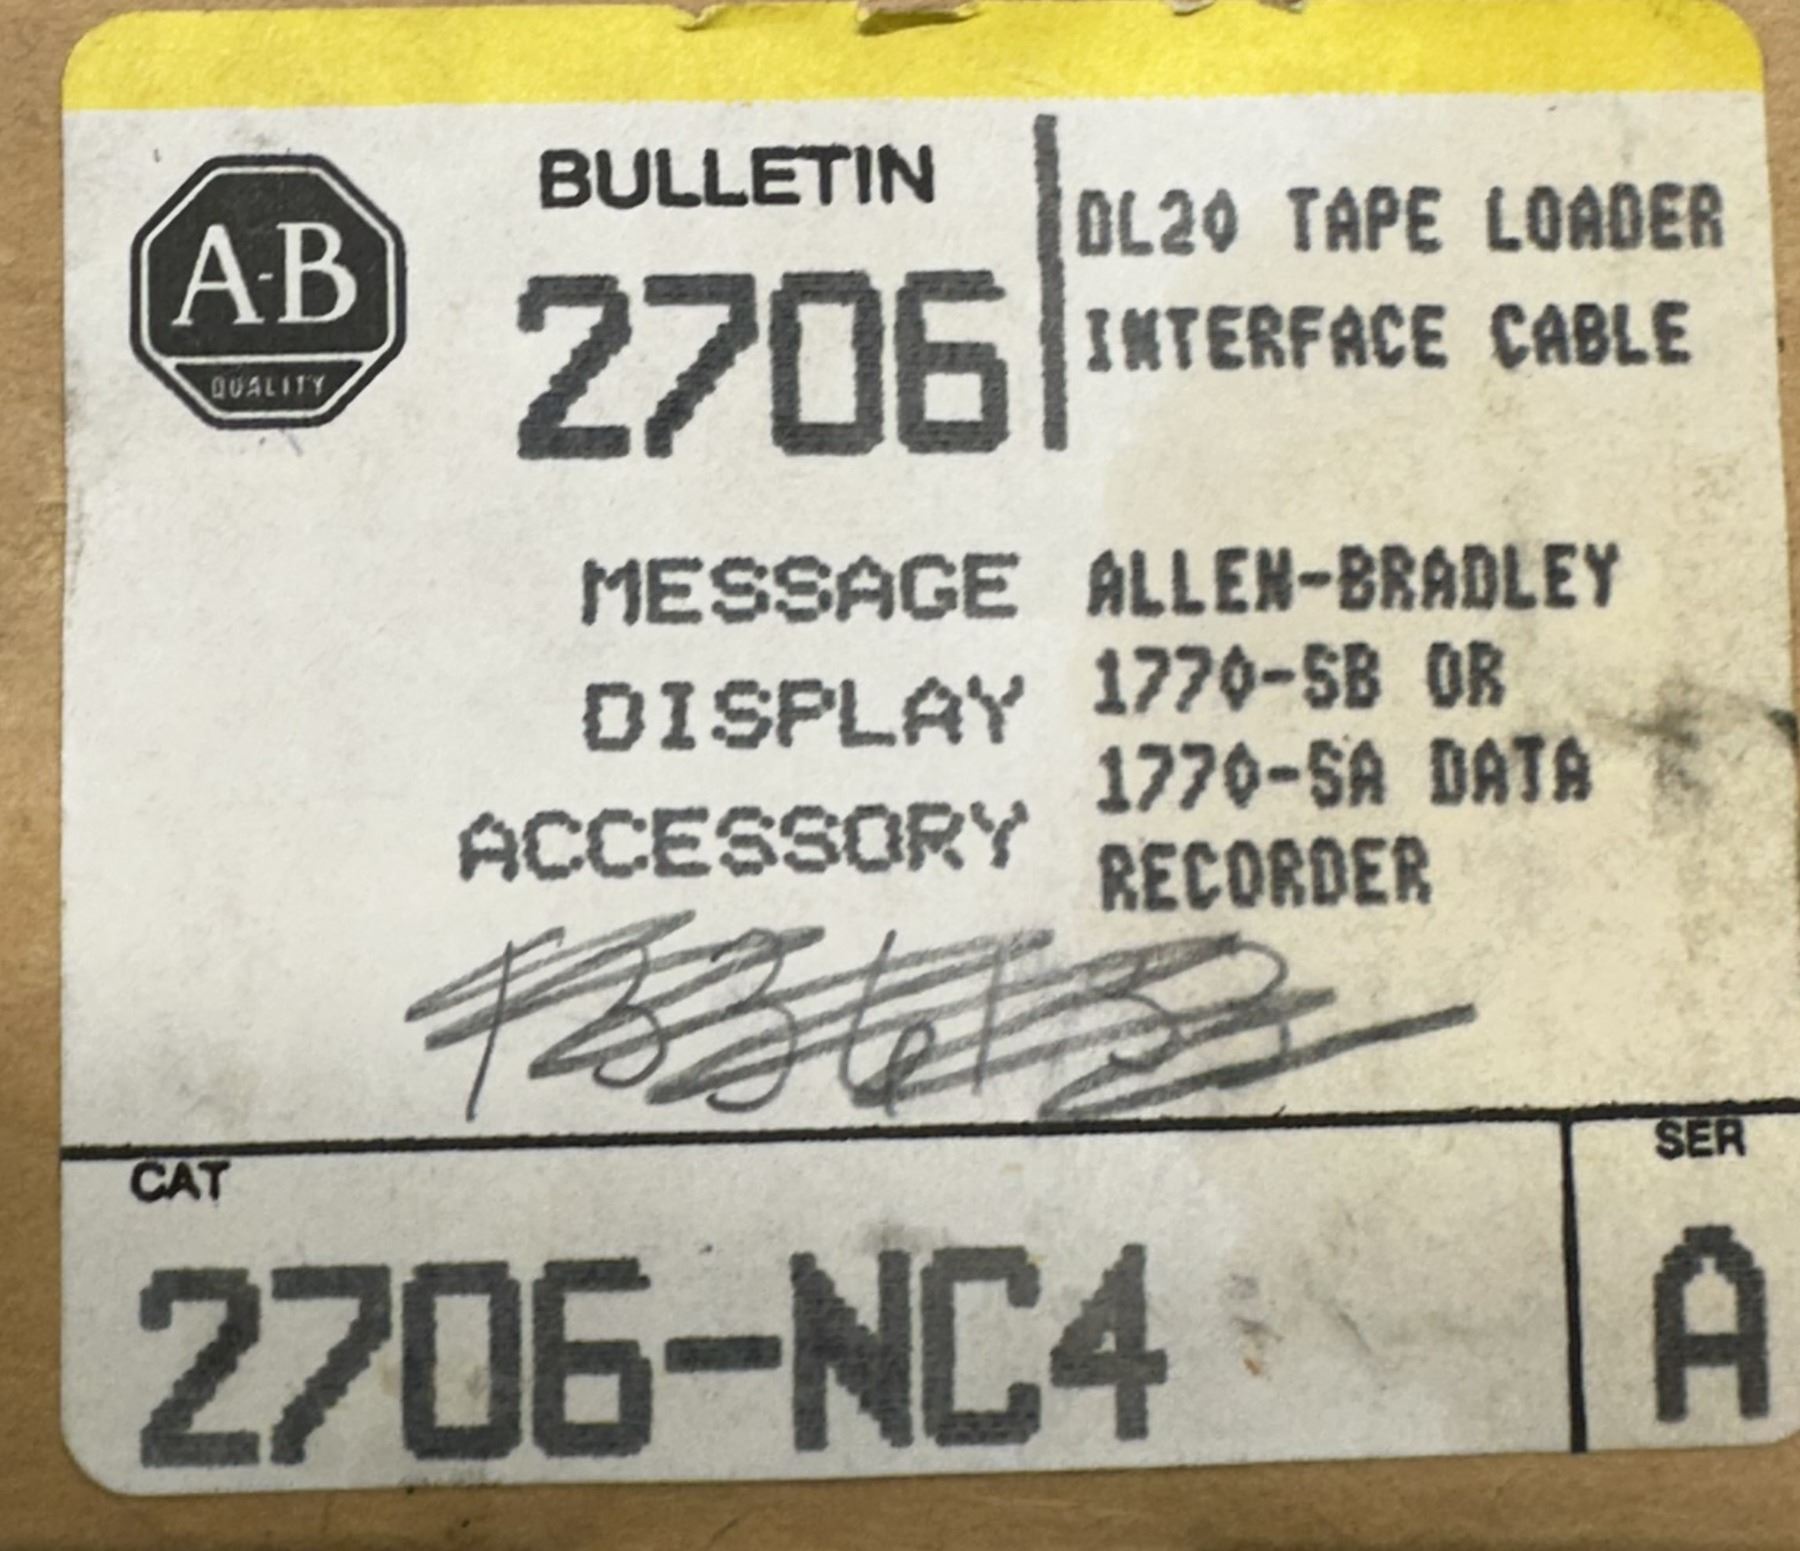 A-B
QUALITY
BULLETIN
2706
DL20 TAPE LOADER
INTERFACE CABLE
MESSAGE
DISPLAY
ACCESSORY
ALLEN-BRADLEY
1770-SB OR
1770-SA DATA
RECORDER
CAT
2706-NC4
SER
A